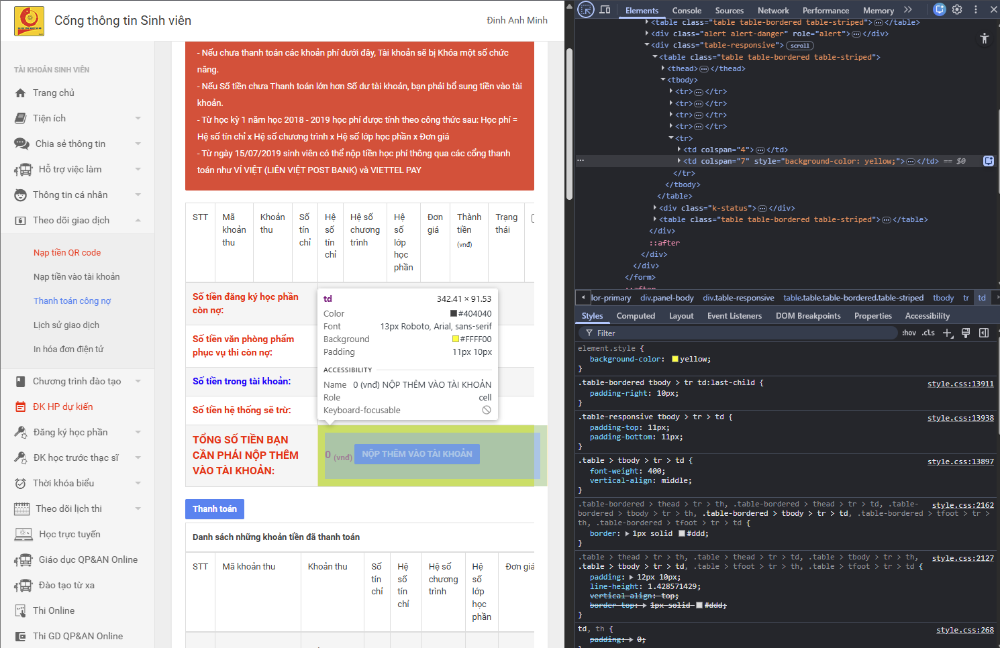 Cổng thông tin Sinh viên
Đinh Anh Minh
TÀI KHOẢN SINH VIÊN
Trang chủ
Tiện ích
Chia sẻ thông tin
Hỗ trợ việc làm
Thông tin cá nhân
Theo dõi giao dịch
Nạp tiền QR code
Nạp tiền vào tài khoản
Thanh toán công nợ
Lịch sử giao dịch
In hóa đơn điện tử
Chương trình đào tạo
ĐK HP dự kiến
Đăng ký học phần
ĐK học trước thạc sĩ
Thời khóa biểu
Theo dõi lịch thi
Học trực tuyến
Giáo dục QP&AN Online
Đào tạo từ xa
Thi Online
Thi GD QP&AN Online
- Nếu chưa thanh toán các khoản phí dưới đây, Tài khoản sẽ bị Khóa một số chức
năng.
- Nếu Số tiền chưa Thanh toán lớn hơn Số dư tài khoản, bạn phải bổ sung tiền vào tài
khoản.
- Từ học kỳ 1 năm học 2018 - 2019 học phí được tính theo công thức sau: Học phí =
Hệ số tín chỉ x Hệ số chương trình x Hệ số lớp học phần x Đơn giá
- Từ ngày 15/07/2019 sinh viên có thể nộp tiền học phí thông qua các cổng thanh
toán như VÍ VIỆT (LIÊN VIỆT POST BANK) và VIETTEL PAY
STT
Mã
khoản
thu
Khoản
thu
Số
tín
chỉ
Hệ
số
tín
chỉ
Hệ số
chương
trình
Hệ
số
lớp
học
phần
Đơn
giá
Thành
tiền
(vnđ)
Trạng
thái
Số tiền đăng ký học phần
còn nợ:
Số tiền văn phòng phẩm
phục vụ thi còn nợ:
Số tiền trong tài khoản:
Số tiền hệ thống sẽ trừ:
TỔNG SỐ TIỀN BẠN
CẦN PHẢI NỘP THÊM
VÀO TÀI KHOẢN:
0 (vnđ) NỘP THÊM VÀO TÀI KHOẢN
td 342.41 × 91.53
Color #404040
Font 13px Roboto, Arial, sans-serif
Background #FFFF00
Padding 11px 10px
ACCESSIBILITY
Name 0 (vnđ) NỘP THÊM VÀO TÀI KHOẢN
Role cell
Keyboard-focusable
Thanh toán
Danh sách những khoản tiền đã thanh toán
STT
Mã khoản thu
Khoản thu
Số
tín
chỉ
Hệ
số
tín
chỉ
Hệ số
chương
trình
Hệ
số
lớp
học
phần
Đơn giá
Elements Console Sources Network Performance Memory
<table class="table table-bordered table-striped"> </table>
<div class="alert alert-danger" role="alert"> </div>
<div class="table-responsive"> scroll
<table class="table table-bordered table-striped">
<thead> </thead>
<tbody>
<tr> </tr>
<tr> </tr>
<tr> </tr>
<tr> </tr>
<tr>
<td colspan="4"> </td>
<td colspan="7" style="background-color: yellow;"> </td> == $0
</tr>
</tbody>
</table>
<div class="k-status"> </div>
<table class="table table-bordered table-striped"> </table>
</div>
::after
</div>
</div>
</form>
::after
lor-primary div.panel-body div.table-responsive table.table.table-bordered.table-striped tbody tr td
Styles Computed Layout Event Listeners DOM Breakpoints Properties Accessibility
Filter :hov .cls
element.style {
background-color: yellow;
}
.table-bordered tbody > tr td:last-child { style.css:13911
padding-right: 10px;
}
.table-responsive tbody > tr > td { style.css:13938
padding-top: 11px;
padding-bottom: 11px;
}
.table > tbody > tr > td { style.css:13897
font-weight: 400;
vertical-align: middle;
}
.table-bordered > thead > tr > th, .table-bordered > thead > tr > td, .table- style.css:2162
bordered > tbody > tr > th, .table-bordered > tbody > tr > td, .table-bordered > tfoot > tr >
th, .table-bordered > tfoot > tr > td {
border: 1px solid #ddd;
}
.table > thead > tr > th, .table > thead > tr > td, .table > tbody > tr > th, style.css:2127
.table > tbody > tr > td, .table > tfoot > tr > th, .table > tfoot > tr > td {
padding: 12px 10px;
line-height: 1.428571429;
vertical-align: top;
border-top: 1px solid #ddd;
}
td, th { style.css:268
padding: 0;